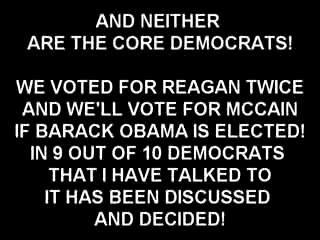 AND NEITHER
ARE THE CORE DEMOCRATS!
WE VOTED FOR REAGAN TWICE
AND WE'LL VOTE FOR MCCAIN
IF BARACK OBAMA IS ELECTED!
IN 9 OUT OF 10 DEMOCRATS
THAT I HAVE TALKED TO
IT HAS BEEN DISCUSSED
AND DECIDED!